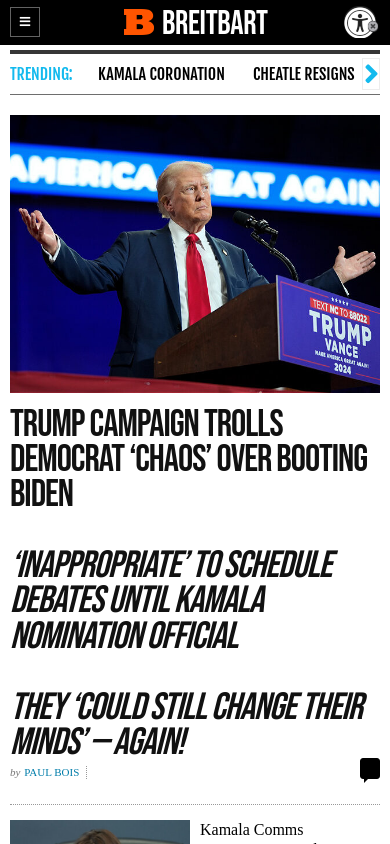 BREITBART
TRENDING:
KAMALA CORONATION
CHEATLE RESIGNS
AMERICA GREAT AGAIN
TEXT NC TO 88022
TRUMP
VANCE
MAKE AMERICA GREAT AGAIN!
2024
TRUMP CAMPAIGN TROLLS
DEMOCRAT ‘CHAOS’ OVER BOOTING
BIDEN
‘INAPPROPRIATE’ TO SCHEDULE
DEBATES UNTIL KAMALA
NOMINATION OFFICIAL
THEY ‘COULD STILL CHANGE THEIR
MINDS’ — AGAIN!
by PAUL BOIS
Kamala Comms